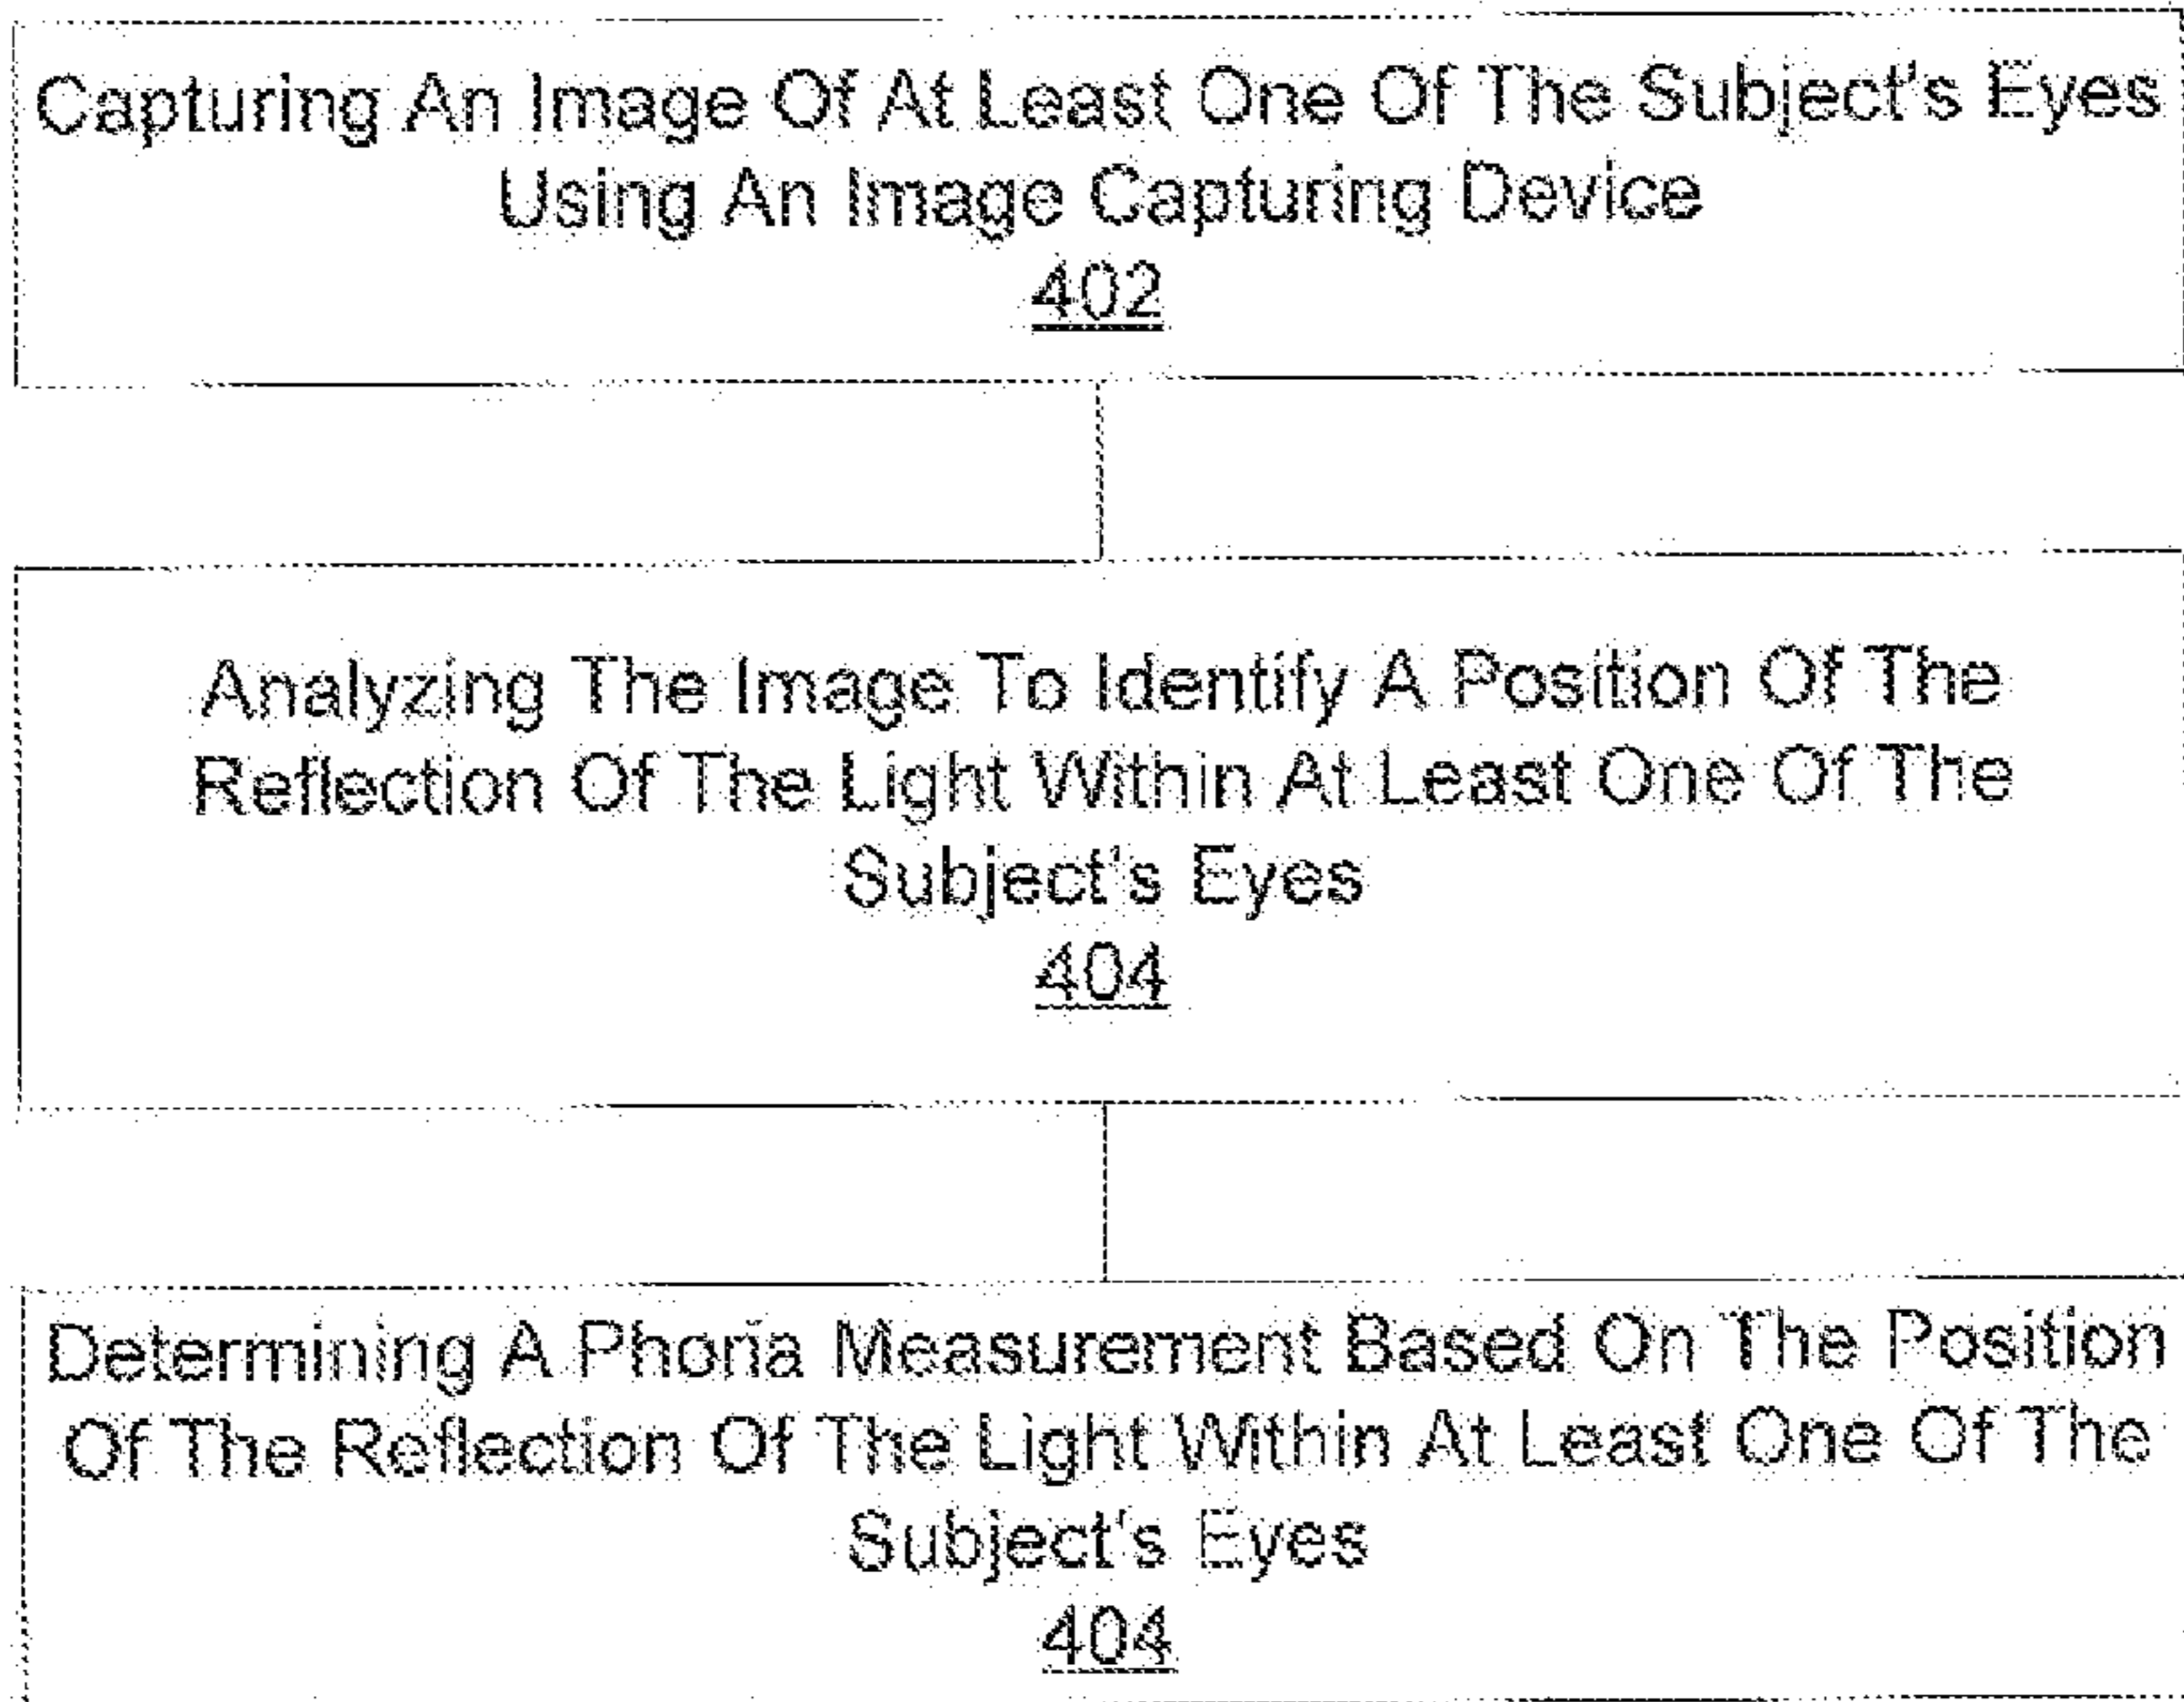 Capturing An Image Of At Least One Of The Subject's Eyes
Using An Image Capturing Device
402
Analyzing The Image To Identify A Position Of The
Reflection Of The Light Within At Least One Of The
Subject's Eyes
404
Determining A Phoria Measurement Based On The Position
Of The Reflection Of The Light Within At Least One Of The
Subject's Eyes
404